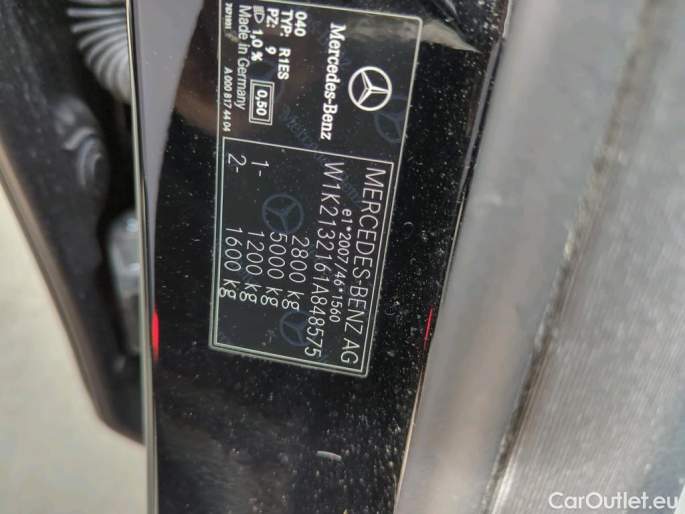 Mercedes-Benz
040
TYP: R1ES
PZ: 9
1,0 % 0,50
Made in Germany
A 000 817 44 04
MERCEDES-BENZ AG
e1*2007/46*1560
W1K2132161A848575
2800 kg
5000 kg
1- 1200 kg
2- 1600 kg
CarOutlet.eu